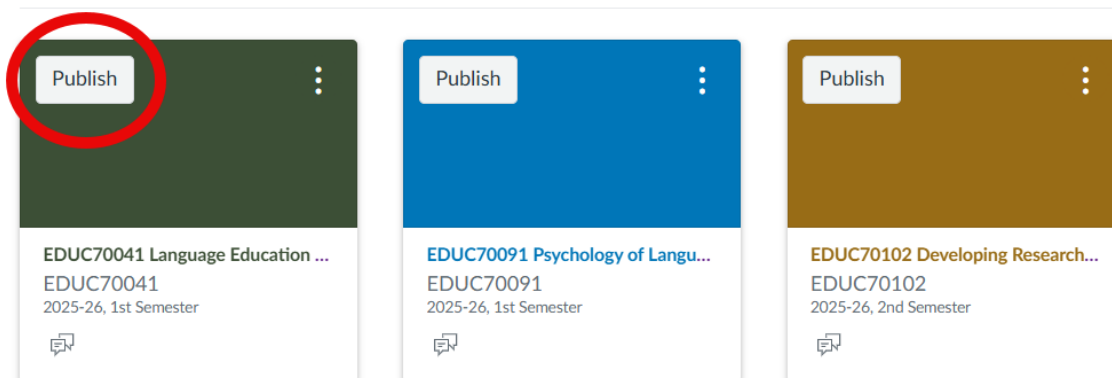 Publish
Publish
Publish
EDUC70041 Language Education ...
EDUC70041
2025-26, 1st Semester
EDUC70091 Psychology of Langu...
EDUC70091
2025-26, 1st Semester
EDUC70102 Developing Research...
EDUC70102
2025-26, 2nd Semester